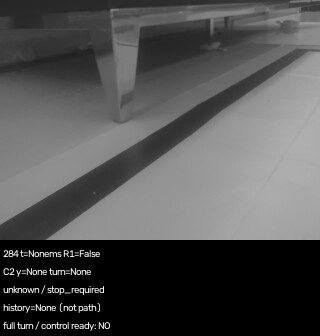 284 t=Nonems R1=False
C2 y=None turn=None
unknown / stop_required
history=None (not path)
full turn / control ready: NO